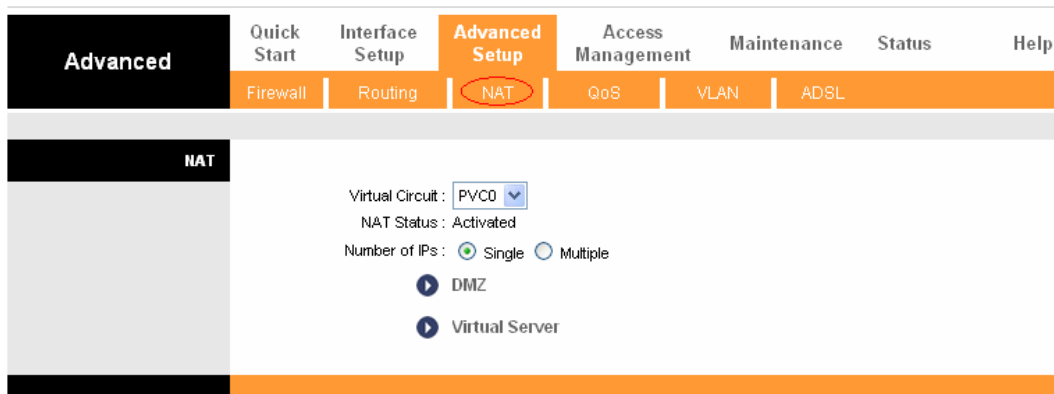 Advanced
Quick Start
Interface Setup
Advanced Setup
Access Management
Maintenance
Status
Help
Firewall
Routing
NAT
QoS
VLAN
ADSL
NAT
Virtual Circuit : PVC0
NAT Status : Activated
Number of IPs : Single Multiple
DMZ
Virtual Server